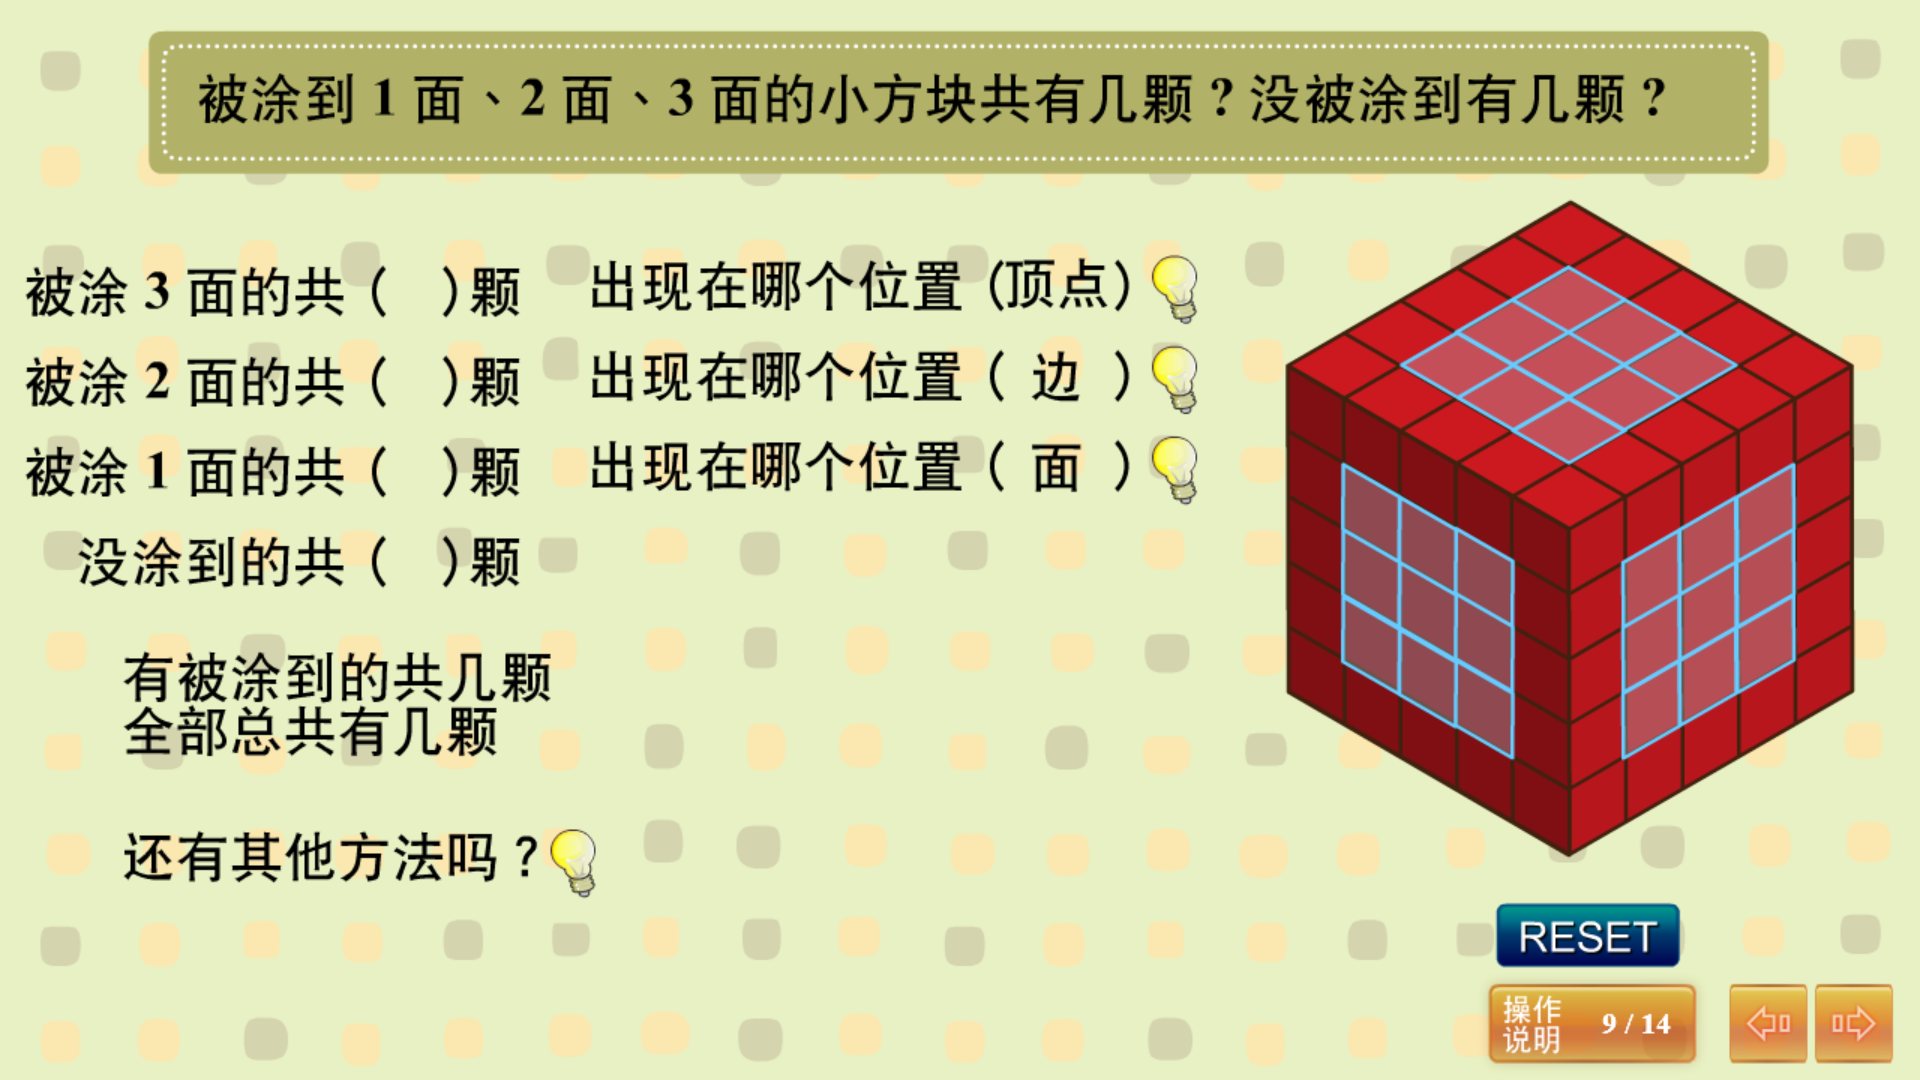 被涂到 1 面、2 面、3 面的小方块共有几颗？没被涂到有几颗？
被涂 3 面的共（　）颗　出现在哪个位置（顶点）
被涂 2 面的共（　）颗　出现在哪个位置（ 边 ）
被涂 1 面的共（　）颗　出现在哪个位置（ 面 ）
没涂到的共（　）颗
有被涂到的共几颗
全部总共有几颗
还有其他方法吗？
RESET
操作
说明
9 / 14